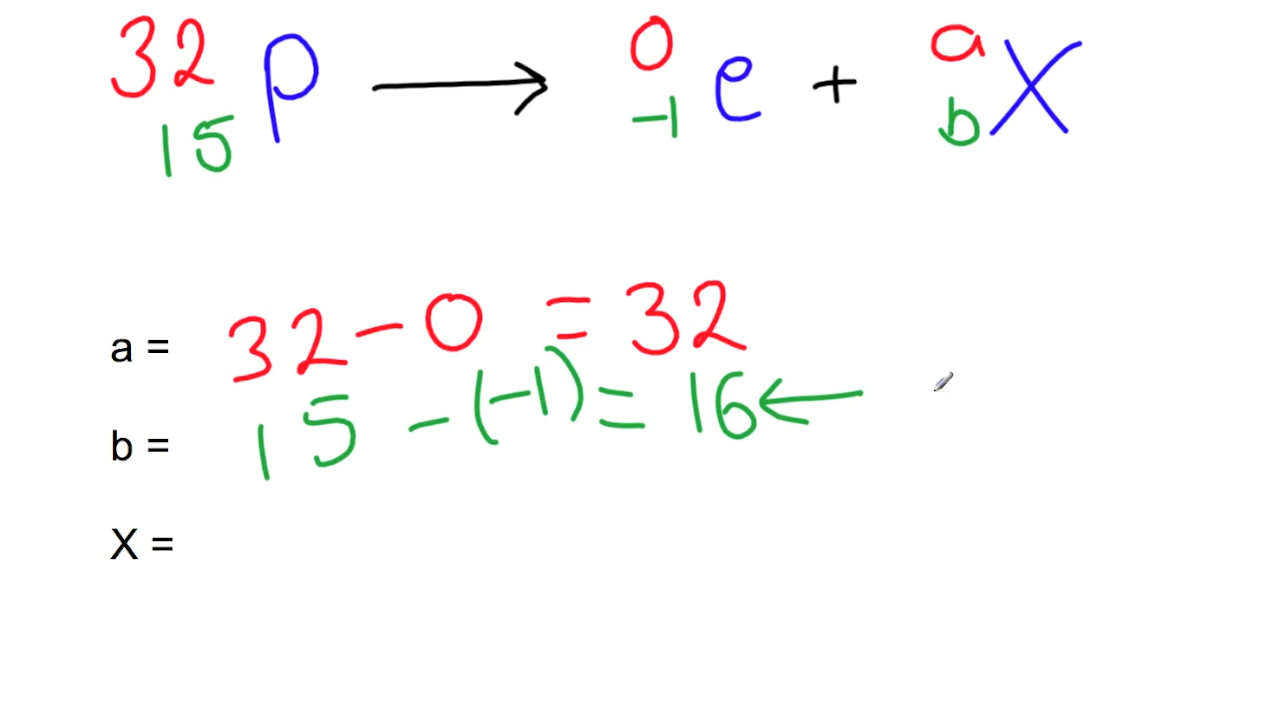 32 15 P → 0 -1 e + a b X
a = 32 - 0 = 32
b = 15 - (-1) = 16 ←
X =